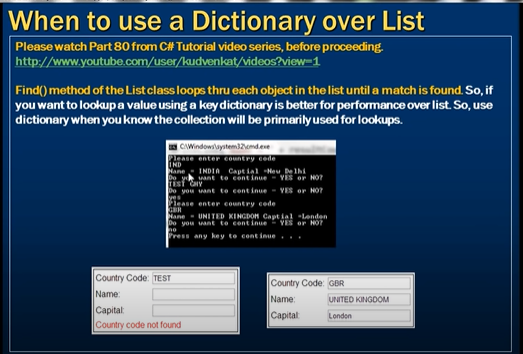 When to use a Dictionary over List
Please watch Part 80 from C# Tutorial video series, before proceeding.
http://www.youtube.com/user/kudvenkat/videos?view=1
Find() method of the List class loops thru each object in the list until a match is found. So, if
you want to lookup a value using a key dictionary is better for performance over list. So, use
dictionary when you know the collection will be primarily used for lookups.
C:\Windows\system32\cmd.exe
Please enter country code
IND
Name = INDIA Captial =New Delhi
Do you want to continue - YES or NO?
TEST
Do you want to continue - YES or NO?
yes
Please enter country code
GBR
Name = UNITED KINGDOM Captial =London
Do you want to continue - YES or NO?
no
Press any key to continue . . .
Country Code: TEST
Name:
Capital:
Country code not found
Country Code: GBR
Name: UNITED KINGDOM
Capital: London